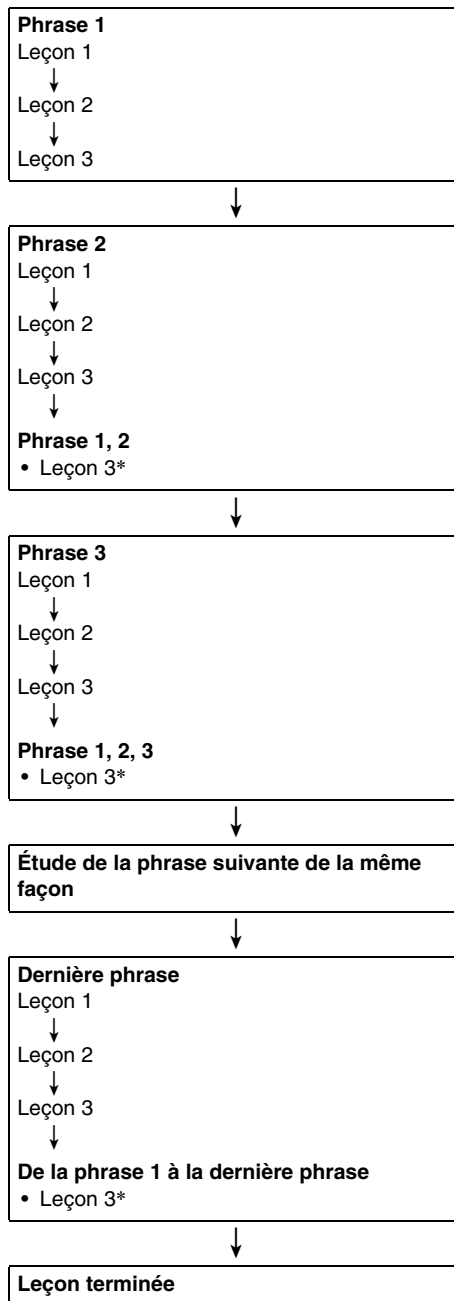 Phrase 1
Leçon 1
Leçon 2
Leçon 3
Phrase 2
Leçon 1
Leçon 2
Leçon 3
Phrase 1, 2
• Leçon 3*
Phrase 3
Leçon 1
Leçon 2
Leçon 3
Phrase 1, 2, 3
• Leçon 3*
Étude de la phrase suivante de la même
façon
Dernière phrase
Leçon 1
Leçon 2
Leçon 3
De la phrase 1 à la dernière phrase
• Leçon 3*
Leçon terminée